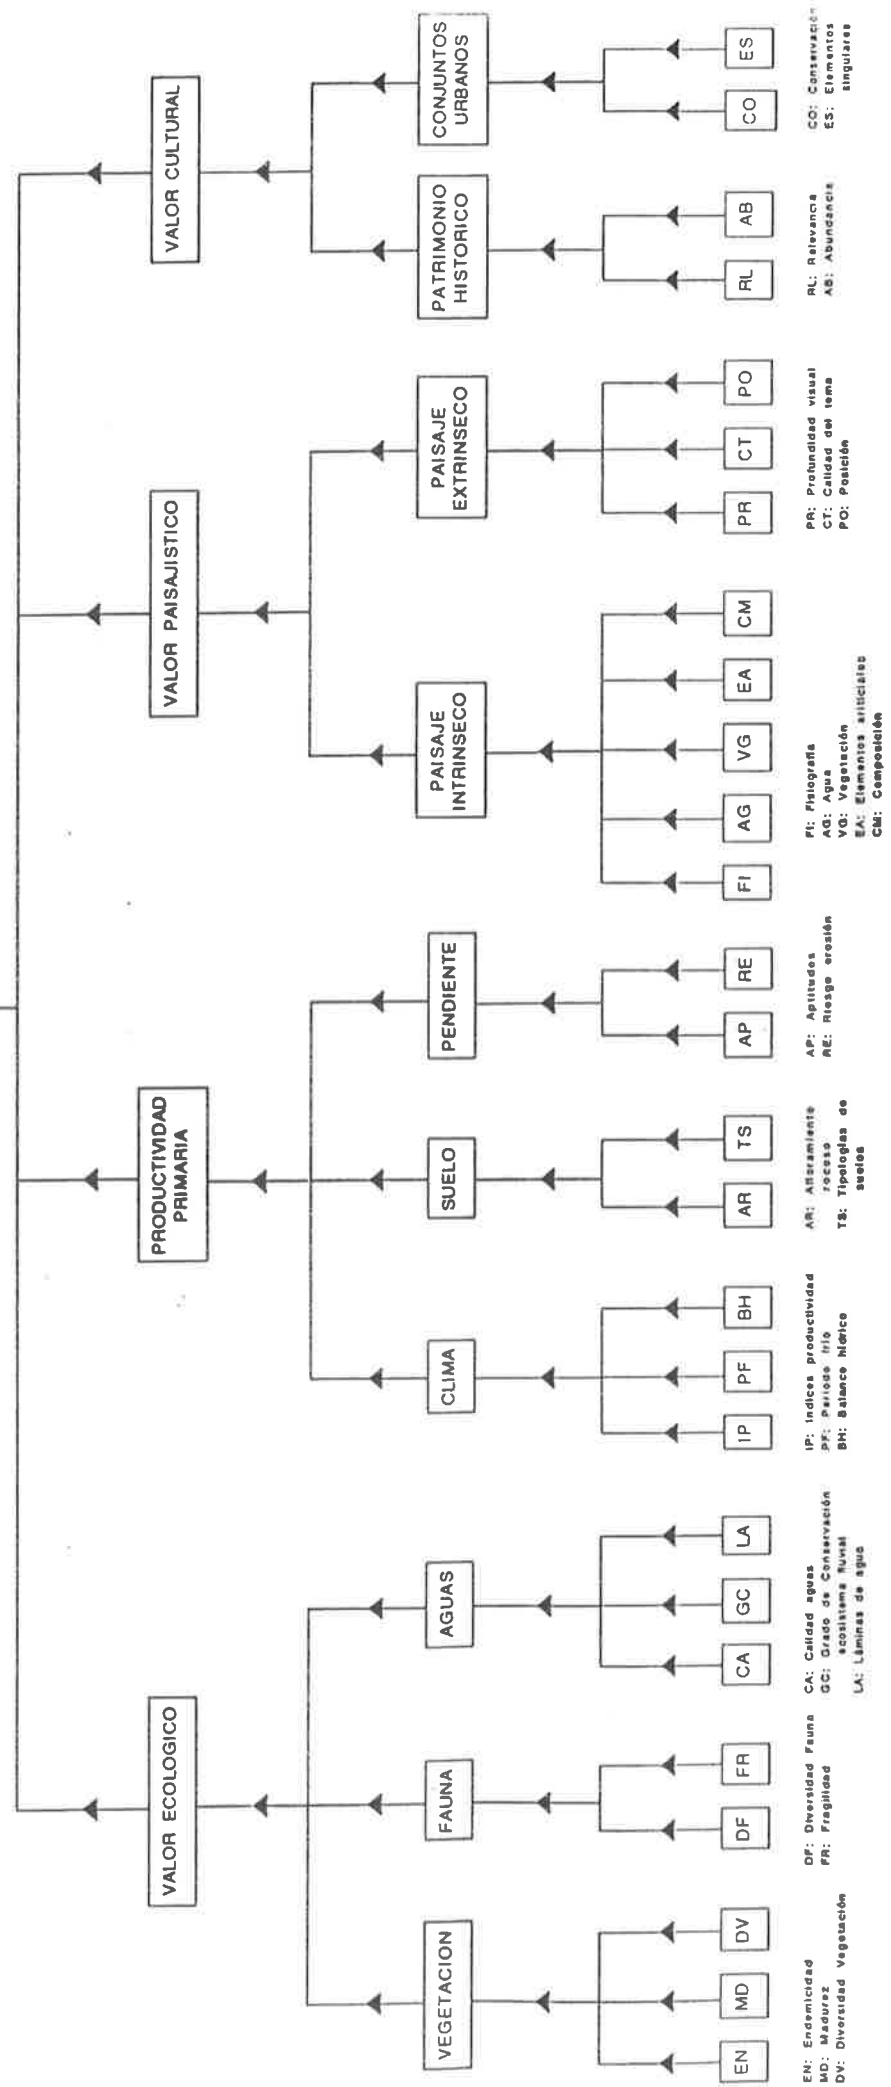 VALOR ECOLOGICO
PRODUCTIVIDAD
PRIMARIA
VALOR PAISAJISTICO
VALOR CULTURAL
VEGETACION
FAUNA
AGUAS
CLIMA
SUELO
PENDIENTE
PAISAJE
INTRINSECO
PAISAJE
EXTRINSECO
PATRIMONIO
HISTORICO
CONJUNTOS
URBANOS
EN
MD
DV
DF
FR
CA
GC
LA
IP
PF
BH
AR
TS
AP
RE
FI
AG
VG
EA
CM
PR
CT
PO
RL
AB
CO
ES
EN: Endemicidad
MD: Madurez
DV: Diversidad Vegetación
DF: Diversidad Fauna
FR: Fragilidad
CA: Calidad aguas
GC: Grado de Conservación
ecosistema fluvial
LA: Láminas de agua
IP: Indices productividad
PF: Período frío
BH: Balance hídrico
AR: Afloramiento
rocoso
TS: Tipologías de
suelos
AP: Aptitudes
RE: Riesgo erosión
FI: Fisiografía
AG: Agua
VG: Vegetación
EA: Elementos artificiales
CM: Composición
PR: Profundidad visual
CT: Calidad del tema
PO: Posición
RL: Relevancia
AB: Abundancia
CO: Conservación
ES: Elementos
singulares